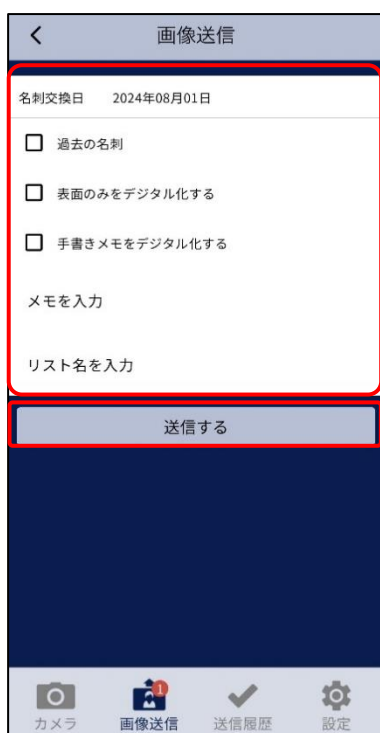 画像送信
名刺交換日 2024年08月01日
過去の名刺
表面のみをデジタル化する
手書きメモをデジタル化する
メモを入力
リスト名を入力
送信する
1
カメラ 画像送信 送信履歴 設定